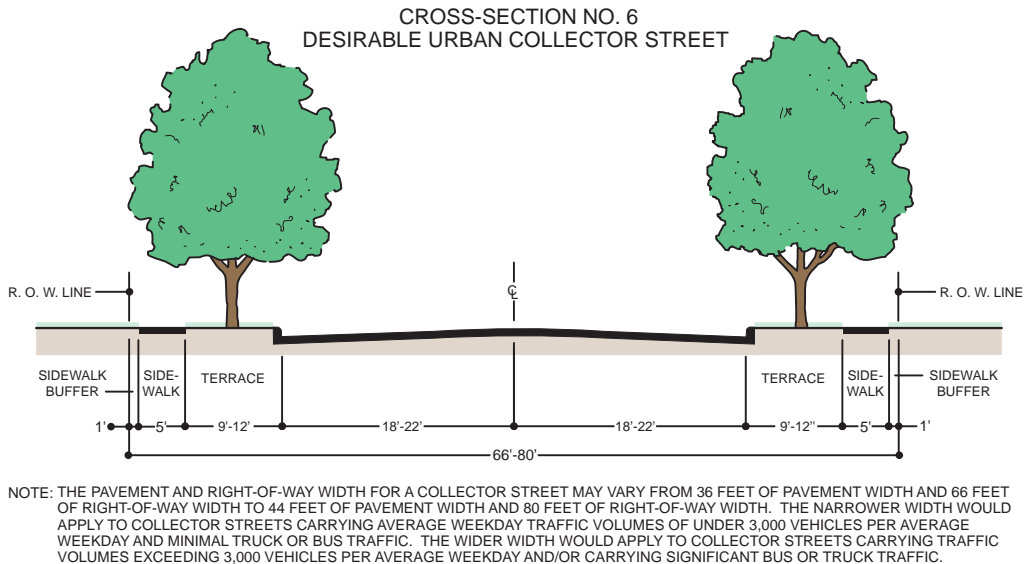 CROSS-SECTION NO. 6
DESIRABLE URBAN COLLECTOR STREET
R. O. W. LINE
℄
R. O. W. LINE
SIDEWALK
BUFFER
SIDE-
WALK
TERRACE
TERRACE
SIDE-
WALK
SIDEWALK
BUFFER
1'
5'
9'-12'
18'-22'
18'-22'
9'-12"
5'
1'
66'-80'
NOTE: THE PAVEMENT AND RIGHT-OF-WAY WIDTH FOR A COLLECTOR STREET MAY VARY FROM 36 FEET OF PAVEMENT WIDTH AND 66 FEET
OF RIGHT-OF-WAY WIDTH TO 44 FEET OF PAVEMENT WIDTH AND 80 FEET OF RIGHT-OF-WAY WIDTH. THE NARROWER WIDTH WOULD
APPLY TO COLLECTOR STREETS CARRYING AVERAGE WEEKDAY TRAFFIC VOLUMES OF UNDER 3,000 VEHICLES PER AVERAGE
WEEKDAY AND MINIMAL TRUCK OR BUS TRAFFIC. THE WIDER WIDTH WOULD APPLY TO COLLECTOR STREETS CARRYING TRAFFIC
VOLUMES EXCEEDING 3,000 VEHICLES PER AVERAGE WEEKDAY AND/OR CARRYING SIGNIFICANT BUS OR TRUCK TRAFFIC.